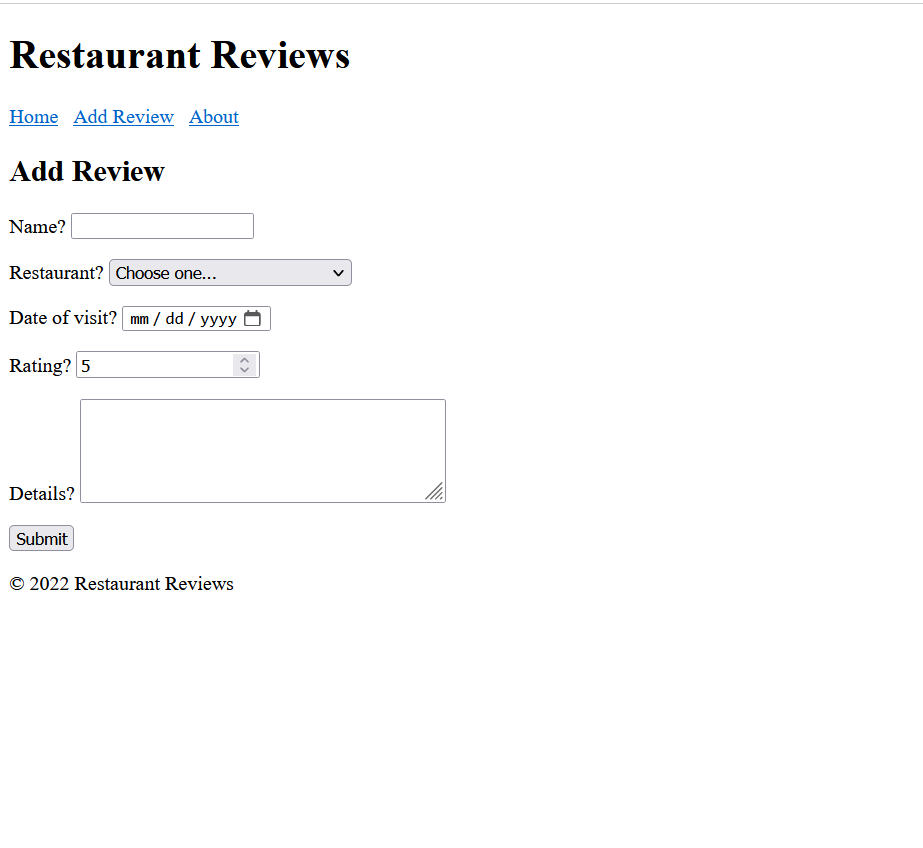 Restaurant Reviews
Home Add Review About
Add Review
Name?
Restaurant? Choose one...
Date of visit? mm / dd / yyyy
Rating? 5
Details?
Submit
© 2022 Restaurant Reviews